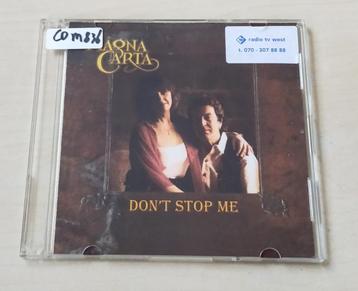 AGNA
CARTA
radio tv west
t. 070 - 307 88 88
DON'T STOP ME